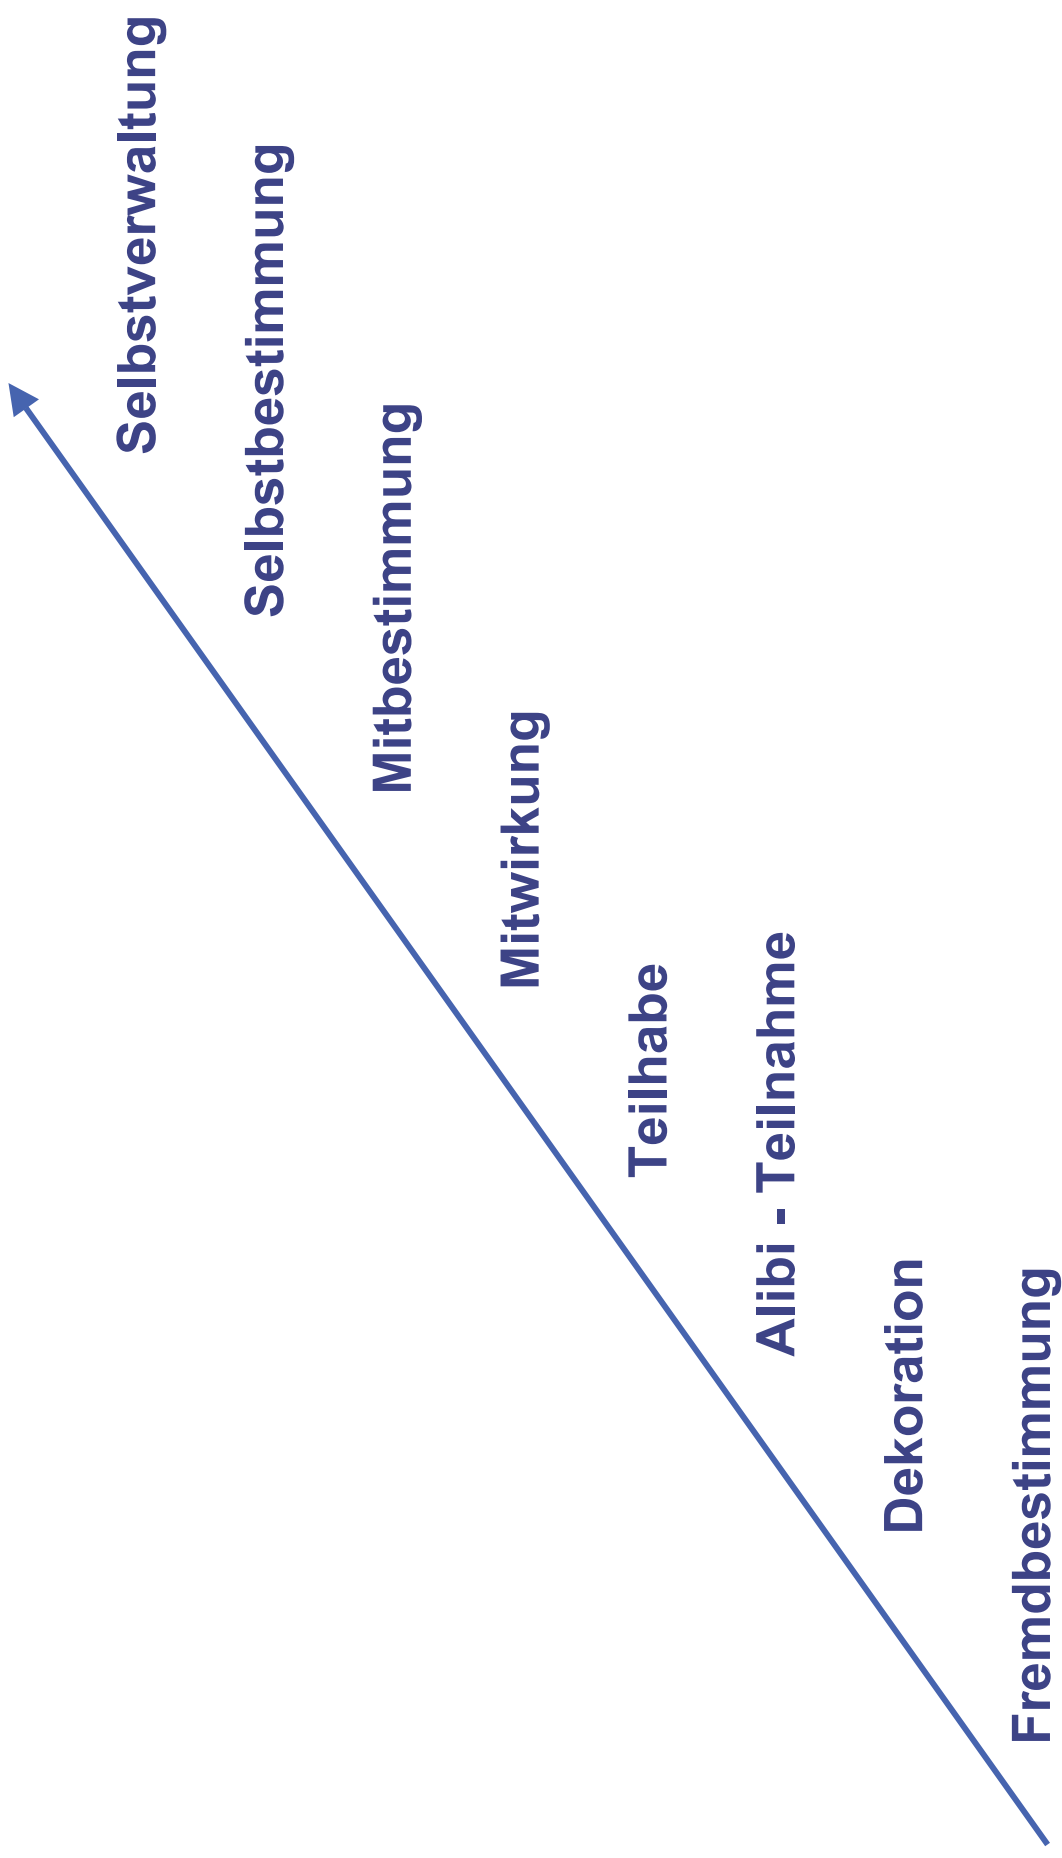 Selbstverwaltung
Selbstbestimmung
Mitbestimmung
Mitwirkung
Teilhabe
Alibi - Teilnahme
Dekoration
Fremdbestimmung